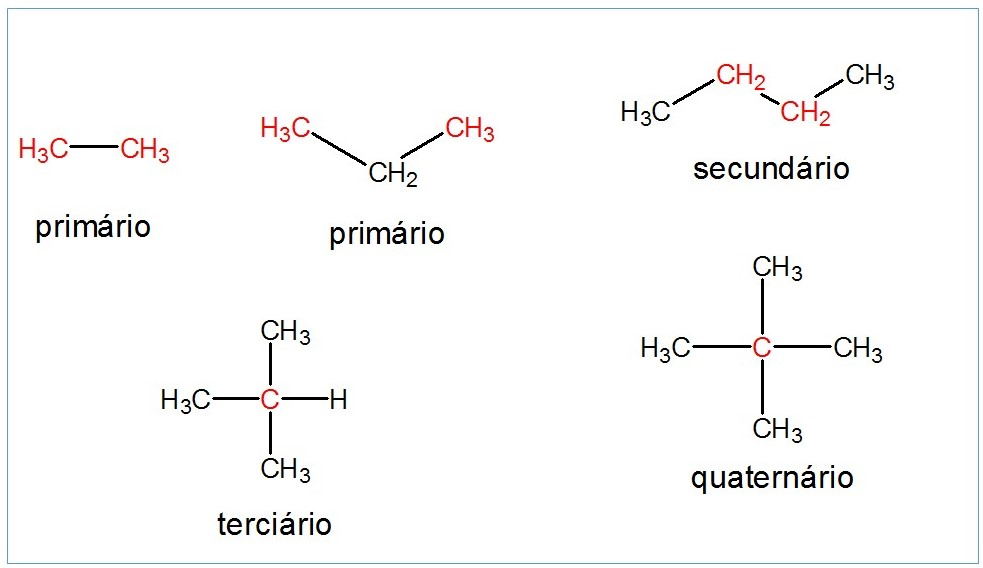 H₃C—CH₃
primário
H₃C CH₃
CH₂
primário
CH₂ CH₃
H₃C CH₂
secundário
CH₃
H₃C—C—H
CH₃
terciário
CH₃
H₃C—C—CH₃
CH₃
quaternário